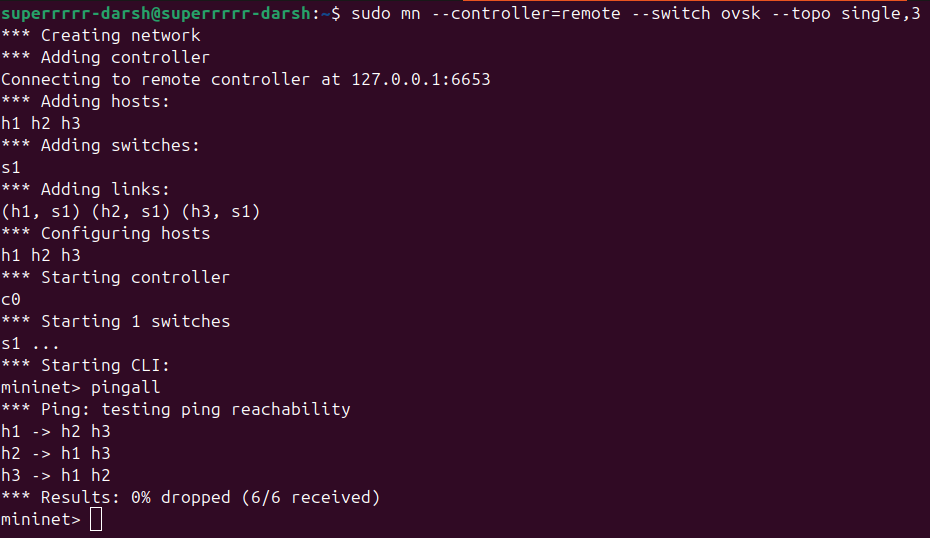 superrrrr-darsh@superrrrr-darsh:~$ sudo mn --controller=remote --switch ovsk --topo single,3
*** Creating network
*** Adding controller
Connecting to remote controller at 127.0.0.1:6653
*** Adding hosts:
h1 h2 h3
*** Adding switches:
s1
*** Adding links:
(h1, s1) (h2, s1) (h3, s1)
*** Configuring hosts
h1 h2 h3
*** Starting controller
c0
*** Starting 1 switches
s1 ...
*** Starting CLI:
mininet> pingall
*** Ping: testing ping reachability
h1 -> h2 h3
h2 -> h1 h3
h3 -> h1 h2
*** Results: 0% dropped (6/6 received)
mininet>